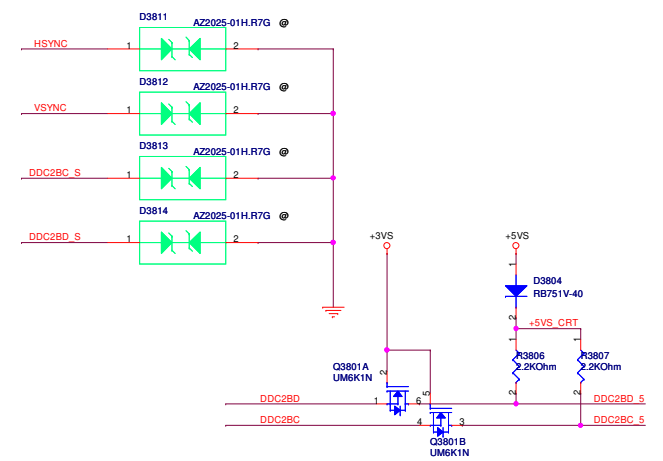 D3811
AZ2025-01H.R7G @
HSYNC
1 2
D3812
AZ2025-01H.R7G @
VSYNC
1 2
D3813
AZ2025-01H.R7G @
DDC2BC_S
1 2
D3814
AZ2025-01H.R7G @
DDC2BD_S
1 2
+3VS
+5VS
1
D3804
RB751V-40
2
+5VS_CRT
1 1
R3806 R3807
2.2KOhm 2.2KOhm
2 2
Q3801A
UM6K1N
2
5
DDC2BD
1 6
DDC2BD_5
DDC2BC
4 3
DDC2BC_5
Q3801B
UM6K1N